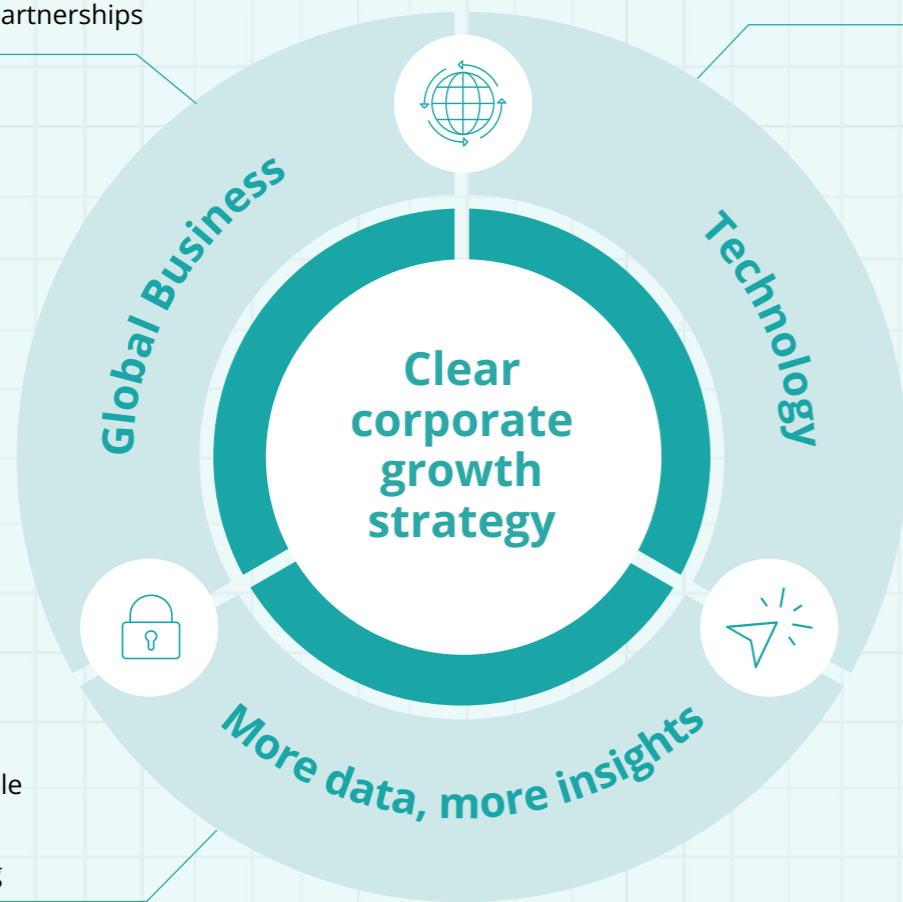 artnerships
Global Business
Technology
Clear
corporate
growth
strategy
More data, more insights
le
g